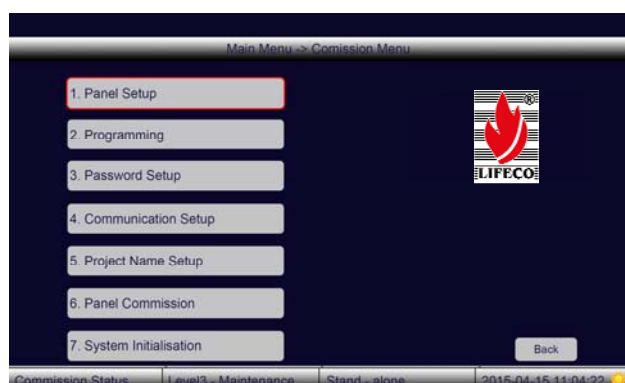 Main Menu -> Comission Menu
1. Panel Setup
2. Programming
3. Password Setup
4. Communication Setup
5. Project Name Setup
6. Panel Commission
7. System Initialisation
®
LIFECO
Back
Commission Status Level3 - Maintenance Stand - alone 2015-04-15 11:04:22